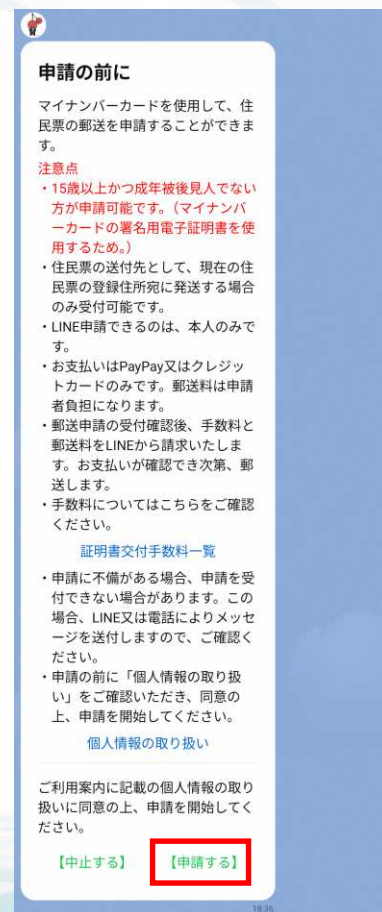 申請の前に
マイナンバーカードを使用して、住
民票の郵送を申請することができま
す。
注意点
・15歳以上かつ成年被後見人でない
方が申請可能です。（マイナンバ
ーカードの署名用電子証明書を使
用するため。）
・住民票の送付先として、現在の住
民票の登録住所宛に発送する場合
のみ受付可能です。
・LINE申請できるのは、本人のみで
す。
・お支払いはPayPay又はクレジッ
トカードのみです。郵送料は申請
者負担になります。
・郵送申請の受付確認後、手数料と
郵送料をLINEから請求いたしま
す。お支払いが確認でき次第、郵
送します。
・手数料についてはこちらをご確認
ください。
証明書交付手数料一覧
・申請に不備がある場合、申請を受
付できない場合があります。この
場合、LINE又は電話によりメッセ
ージを送付しますので、ご確認く
ださい。
・申請の前に「個人情報の取り扱
い」をご確認いただき、同意の
上、申請を開始してください。
個人情報の取り扱い
ご利用案内に記載の個人情報の取り
扱いに同意の上、申請を開始してく
ださい。
【中止する】 【申請する】
19:36